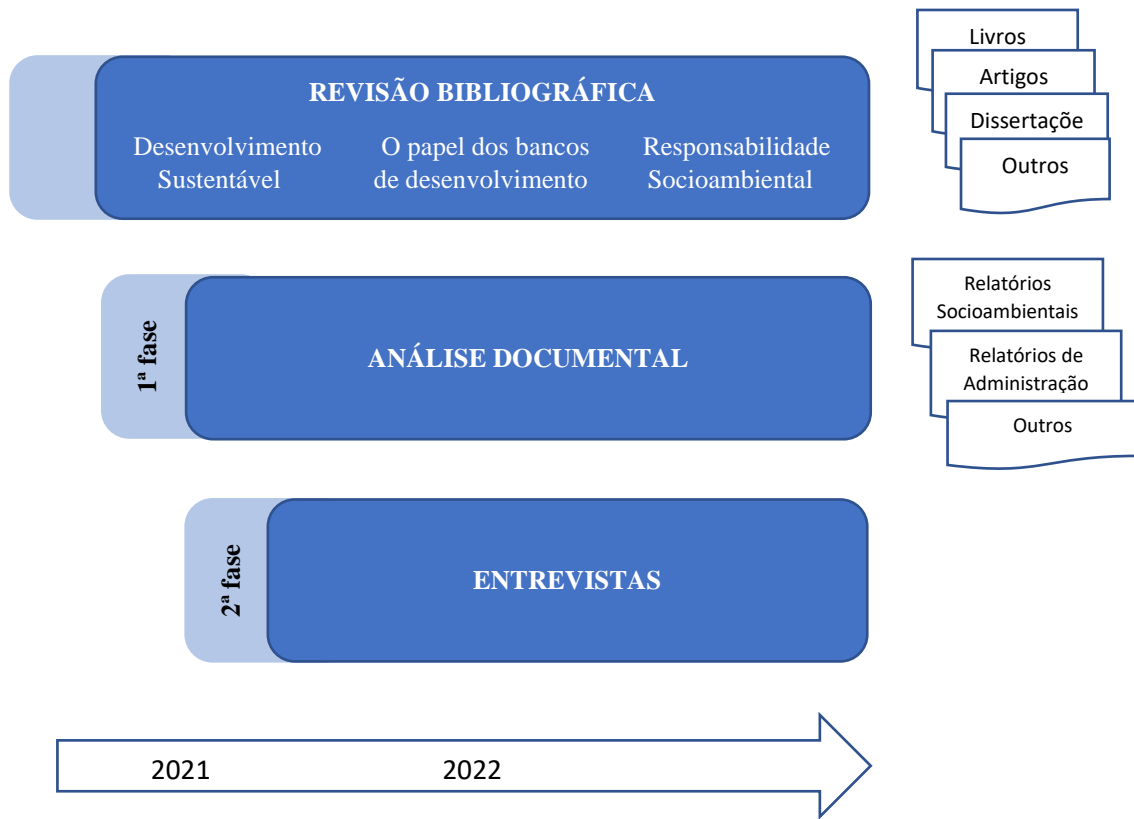 REVISÃO BIBLIOGRÁFICA
Desenvolvimento
Sustentável
O papel dos bancos
de desenvolvimento
Responsabilidade
Socioambiental
Livros
Artigos
Dissertaçõe
Outros
1ª fase
ANÁLISE DOCUMENTAL
Relatórios
Socioambientais
Relatórios de
Administração
Outros
2ª fase
ENTREVISTAS
2021
2022